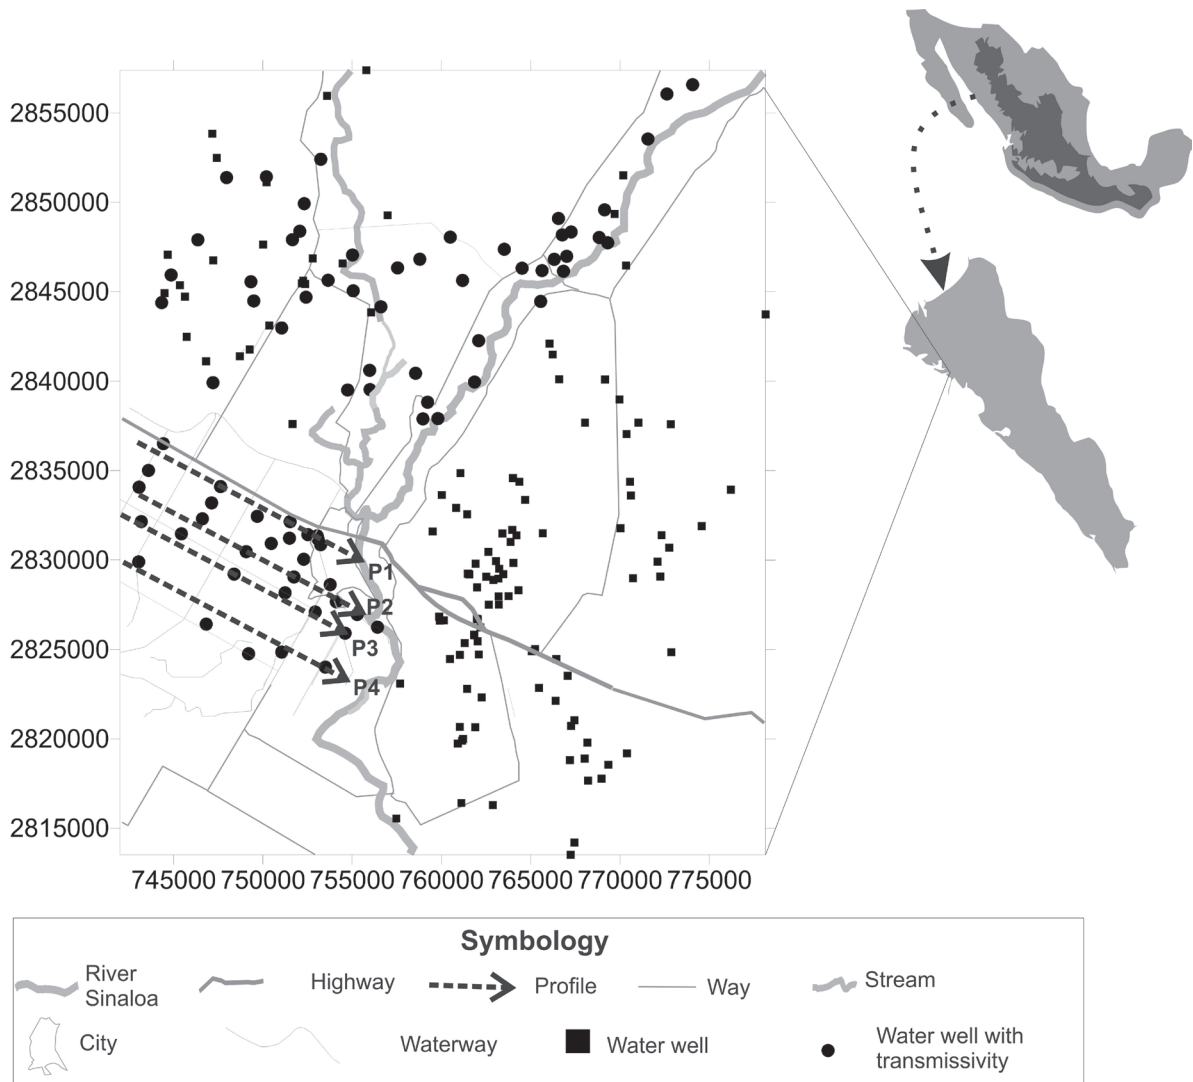 2855000
2850000
2845000
2840000
2835000
2830000
2825000
2820000
2815000
P1
P2
P3
P4
745000 750000 755000 760000 765000 770000 775000
Symbology
River
Sinaloa
Highway
Profile
Way
Stream
City
Waterway
Water well
Water well with
transmissivity